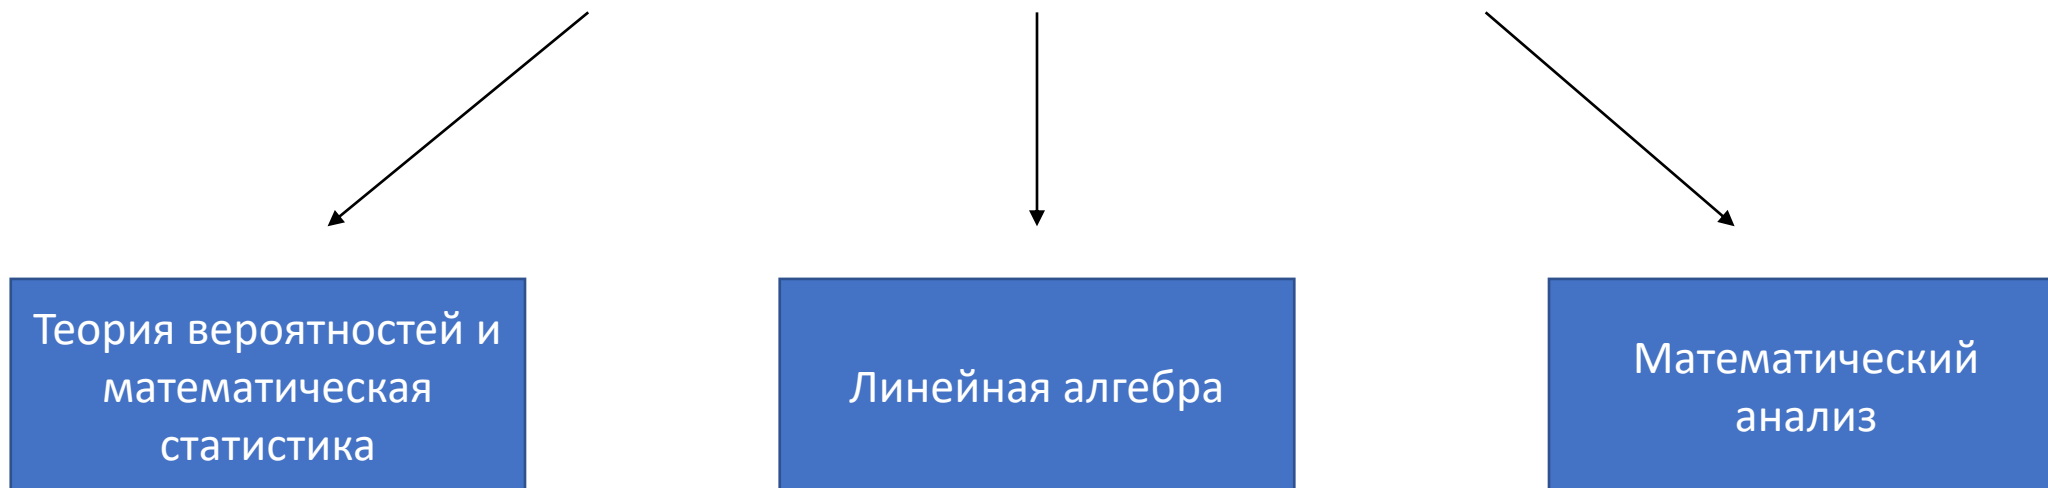 Теория вероятностей и
математическая
статистика
Линейная алгебра
Математический
анализ